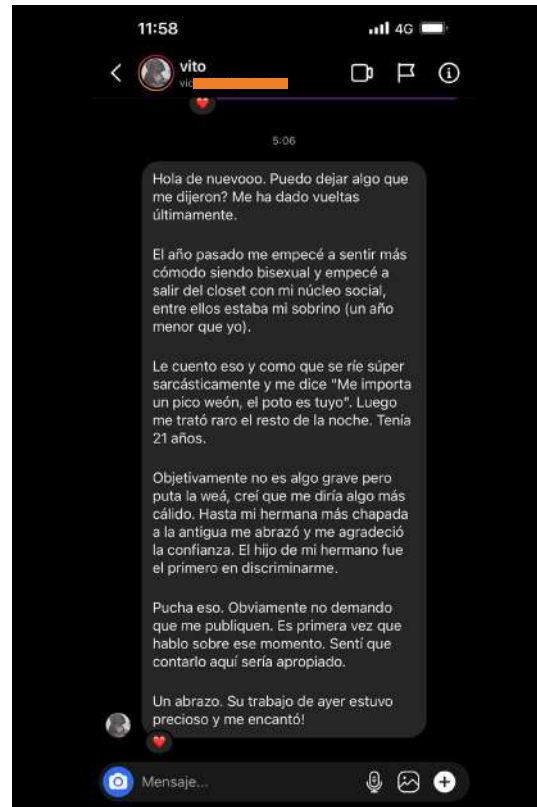 11:58
4G
vito
vic
5:06
Hola de nuevooo. Puedo dejar algo que
me dijeron? Me ha dado vueltas
últimamente.
El año pasado me empecé a sentir más
cómodo siendo bisexual y empecé a
salir del closet con mi núcleo social,
entre ellos estaba mi sobrino (un año
menor que yo).
Le cuento eso y como que se ríe súper
sarcásticamente y me dice "Me importa
un pico weón, el poto es tuyo". Luego
me trató raro el resto de la noche. Tenía
21 años.
Objetivamente no es algo grave pero
puta la weá, creí que me diría algo más
cálido. Hasta mi hermana más chapada
a la antigua me abrazó y me agradeció
la confianza. El hijo de mi hermano fue
el primero en discriminarme.
Pucha eso. Obviamente no demando
que me publiquen. Es primera vez que
hablo sobre ese momento. Sentí que
contarlo aquí sería apropiado.
Un abrazo. Su trabajo de ayer estuvo
precioso y me encantó!
Mensaje...